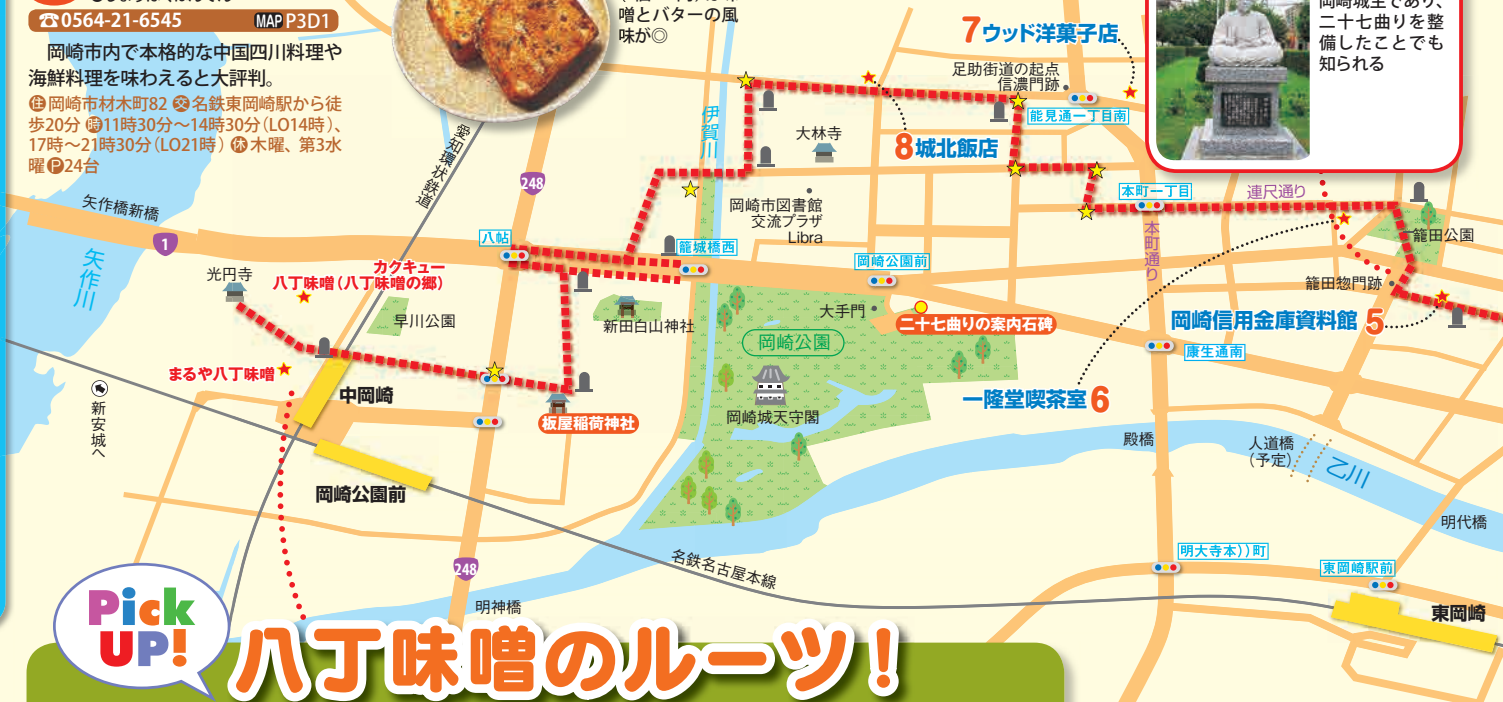 ☎0564-21-6545
MAP P3D1
岡崎市内で本格的な中国四川料理や
海鮮料理を味わえると大評判。
住岡崎市材木町82 交名鉄東岡崎駅から徒
歩20分 時11時30分〜14時30分(LO14時)、
17時〜21時30分(LO21時) 休木曜、第3水
曜 P24台
噌とバターの風
味が◎
岡崎城主であり、
二十七曲りを整
備したことでも
知られる
7ウッド洋菓子店
足助街道の起点
信濃門跡
能見通一丁目南
8城北飯店
大林寺
伊賀川
愛知環状鉄道
248
矢作橋新橋
1
矢作川
八帖
籠城橋西
岡崎市図書館
交流プラザ
Libra
本町一丁目
連尺通り
本町通り
籠田公園
籠田惣門跡
岡崎公園前
光円寺
カクキュー
八丁味噌(八丁味噌の郷)
早川公園
新田白山神社
大手門
二十七曲りの案内石碑
岡崎信用金庫資料館 5
康生通南
岡崎公園
まるや八丁味噌
中岡崎
新安城へ
板屋稲荷神社
岡崎城天守閣
一隆堂喫茶室 6
殿橋
人道橋
(予定)
乙川
岡崎公園前
明代橋
名鉄名古屋本線
明大寺本))町
東岡崎駅前
東岡崎
248
明神橋
Pick
UP!
八丁味噌のルーツ!